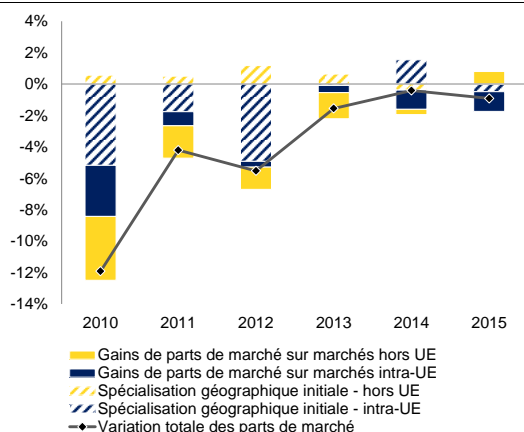 4%
2%
0%
-2%
-4%
-6%
-8%
-10%
-12%
-14%
2010 2011 2012 2013 2014 2015
Gains de parts de marché sur marchés hors UE
Gains de parts de marché sur marchés intra-UE
Spécialisation géographique initiale - hors UE
Spécialisation géographique initiale - intra-UE
Variation totale des parts de marché